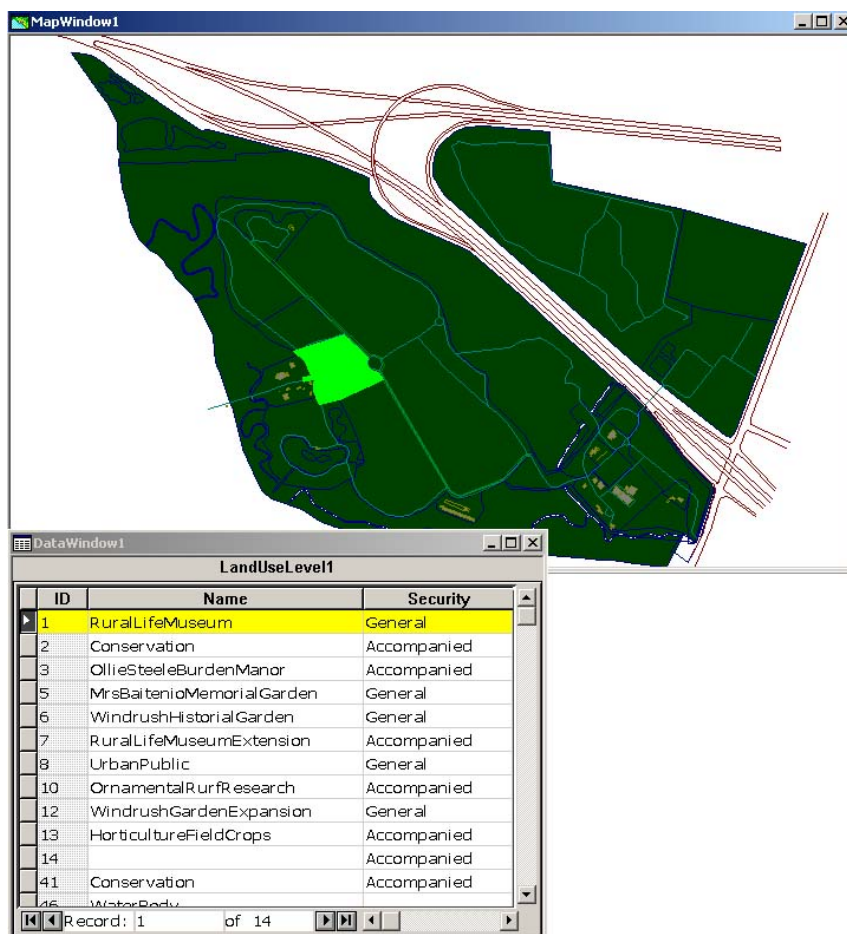 MapWindow1
DataWindow1
LandUseLevel1
ID Name Security
1 RuralLifeMuseum General
2 Conservation Accompanied
3 OllieSteeleBurdenManor Accompanied
5 MrsBaitenioMemorialGarden General
6 WindrushHistorialGarden General
7 RuralLifeMuseumExtension Accompanied
8 UrbanPublic General
10 OrnamentalRurfResearch Accompanied
12 WindrushGardenExpansion General
13 HorticultureFieldCrops Accompanied
14 Accompanied
41 Conservation Accompanied
46 WaterBody
Record: 1 of 14